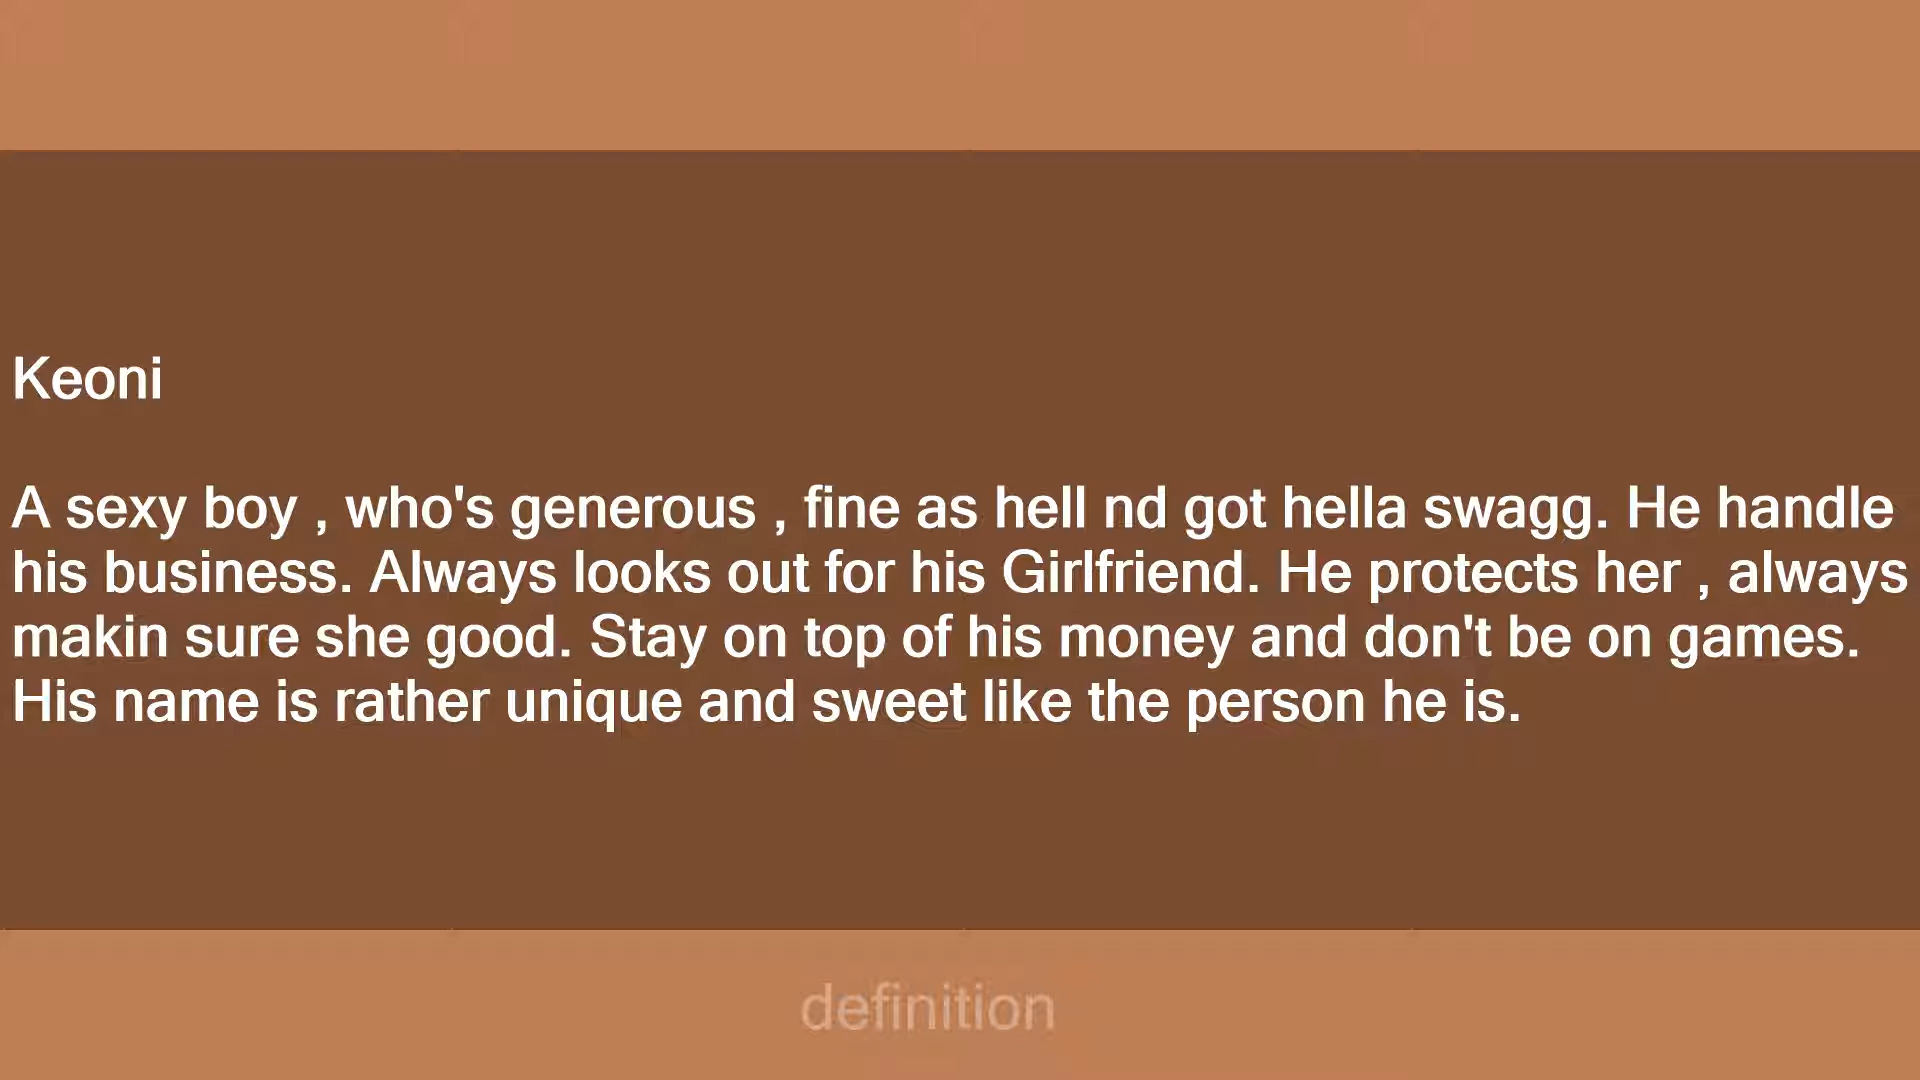 Keoni
A sexy boy , who's generous , fine as hell nd got hella swagg. He handle
his business. Always looks out for his Girlfriend. He protects her , always
makin sure she good. Stay on top of his money and don't be on games.
His name is rather unique and sweet like the person he is.
definition